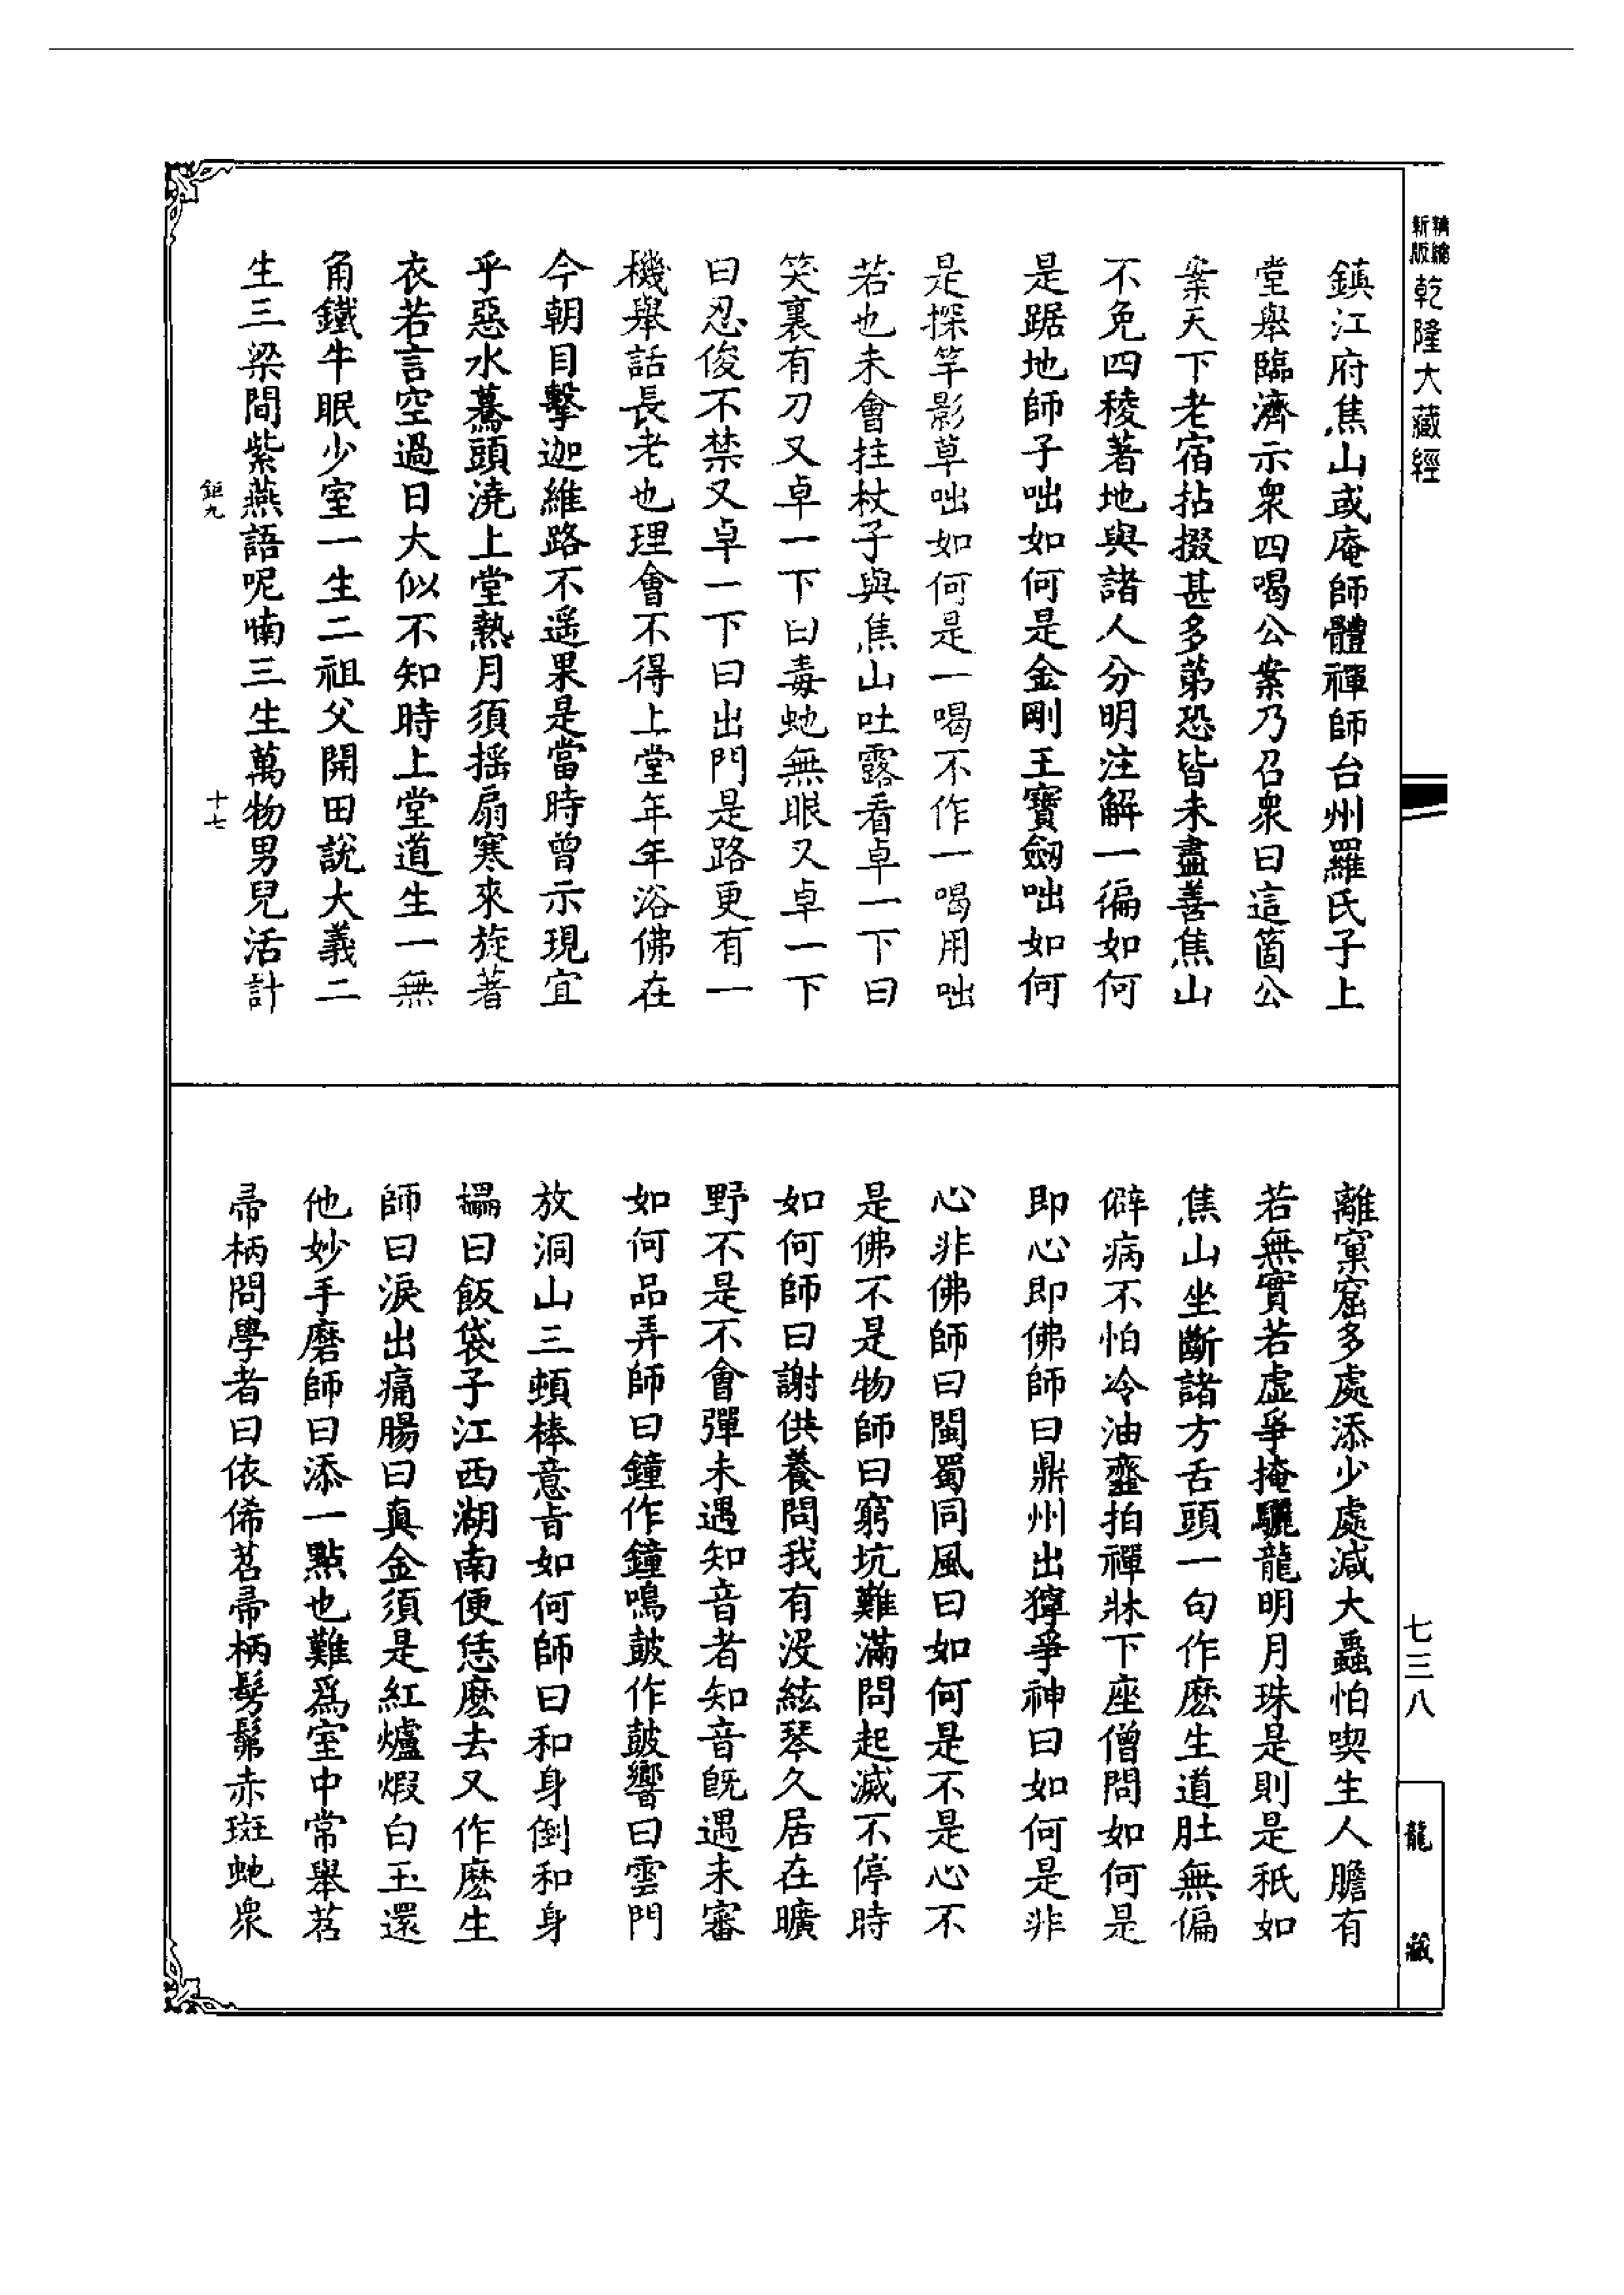 精縮
新版
乾隆大藏經
鎮江府焦山或庵師體禪師台州羅氏子上
堂舉臨濟示衆四喝公案乃召衆曰這箇公
案天下老宿拈掇甚多第恐皆未盡善焦山
不免四稜著地與諸人分明注解一徧如何
是踞地師子咄如何是金剛王寶劒咄如何
是探竿影草咄如何是一喝不作一喝用咄
若也未會拄杖子與焦山吐露看卓一下曰
笑裏有刀又卓一下曰毒虵無眼又卓一下
曰忍俊不禁又卓一下曰出門是路更有一
機舉話長老也理會不得上堂年年浴佛在
今朝目擊迦維路不遥果是當時曾示現宜
乎惡水驀頭澆上堂熱月須揺扇寒來旋著
衣若言空過日大似不知時上堂道生一無
角鐵牛眠少室一生二祖父開田説大義二
生三梁間紫燕語呢喃三生萬物男兒活計
鉅九
十七
離窠窟多處添少處减大蟲怕喫生人膽有
若無實若虚爭掩驪龍明月珠是則是秖如
焦山坐斷諸方舌頭一句作麽生道肚無偏
僻病不怕冷油虀拍禪牀下座僧問如何是
即心即佛師曰鼎州出獰爭神曰如何是非
心非佛師曰閩蜀同風曰如何是不是心不
是佛不是物師曰窮坑難滿問起滅不停時
如何師曰謝供養問我有没絃琴久居在曠
野不是不會彈未遇知音者知音既遇未審
如何品弄師曰鐘作鐘鳴鼓作鼓響曰雲門
放洞山三頓棒意旨如何師曰和身倒和身
攂曰飯袋子江西湖南便恁麽去又作麽生
師曰淚出痛腸曰真金須是紅爐煆白玉還
他妙手磨師曰添一點也難爲室中常舉苕
帚柄問學者曰依俙苕帚柄髣髴赤斑虵衆
七三八
龍藏